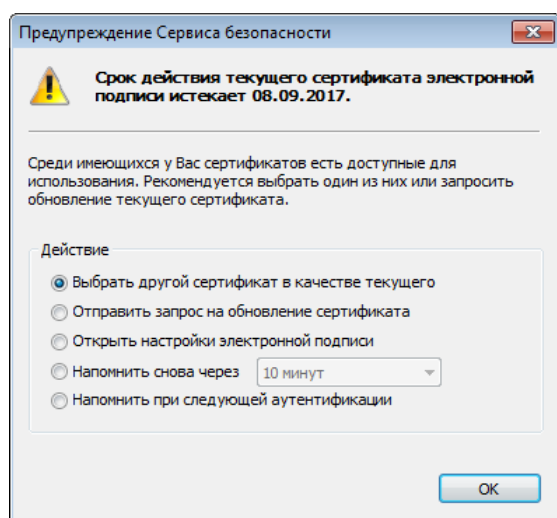 Предупреждение Сервиса безопасности
Срок действия текущего сертификата электронной
подписи истекает 08.09.2017.
Среди имеющихся у Вас сертификатов есть доступные для
использования. Рекомендуется выбрать один из них или запросить
обновление текущего сертификата.
Действие
Выбрать другой сертификат в качестве текущего
Отправить запрос на обновление сертификата
Открыть настройки электронной подписи
Напомнить снова через 10 минут
Напомнить при следующей аутентификации
ОК